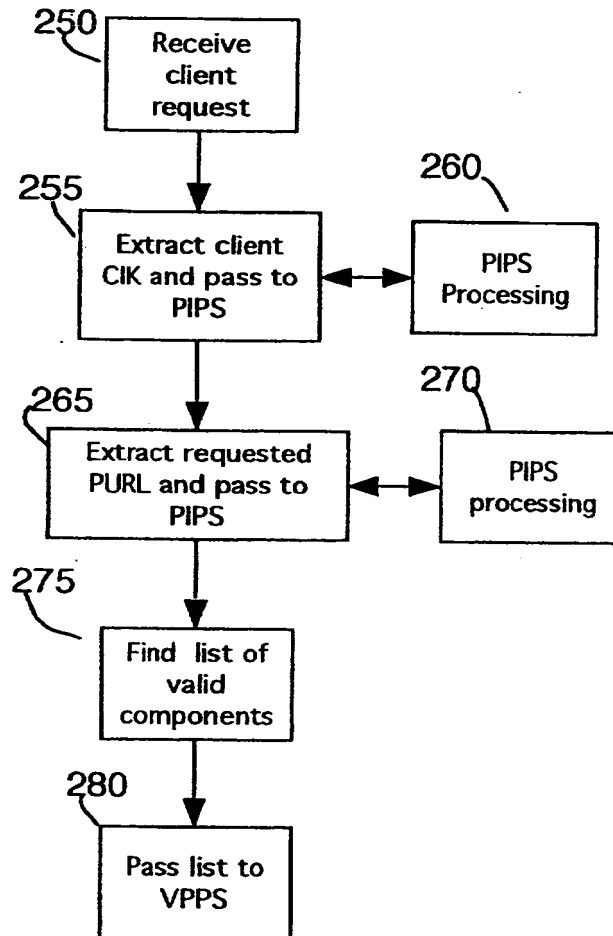 250
Receive
client
request
255
Extract client
CIK and pass to
PIPS
260
PIPS
Processing
265
Extract requested
PURL and pass to
PIPS
270
PIPS
processing
275
Find list of
valid
components
280
Pass list to
VPPS